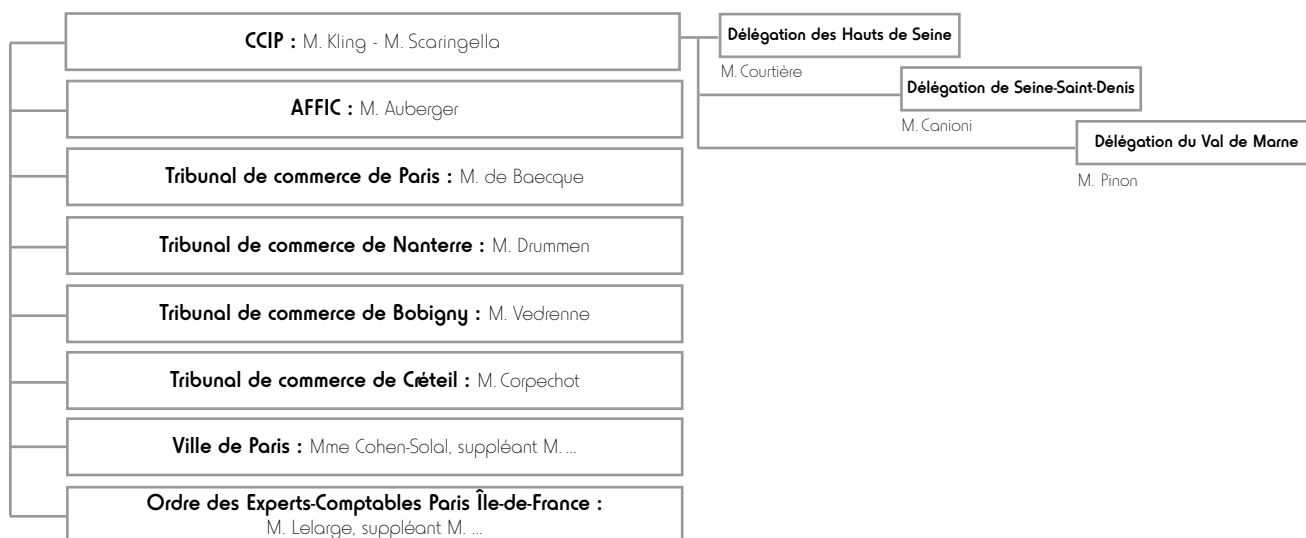 CCIP : M. Kling - M. Scaringella
Délégation des Hauts de Seine
M. Courtière
Délégation de Seine-Saint-Denis
M. Canioni
Délégation du Val de Marne
M. Pinon
AFFIC : M. Auberger
Tribunal de commerce de Paris : M. de Baecque
Tribunal de commerce de Nanterre : M. Drummen
Tribunal de commerce de Bobigny : M. Vedrenne
Tribunal de commerce de Créteil : M. Corpechot
Ville de Paris : Mme Cohen-Solal, suppléant M. ...
Ordre des Experts-Comptables Paris Île-de-France :
M. Lelarge, suppléant M. ...